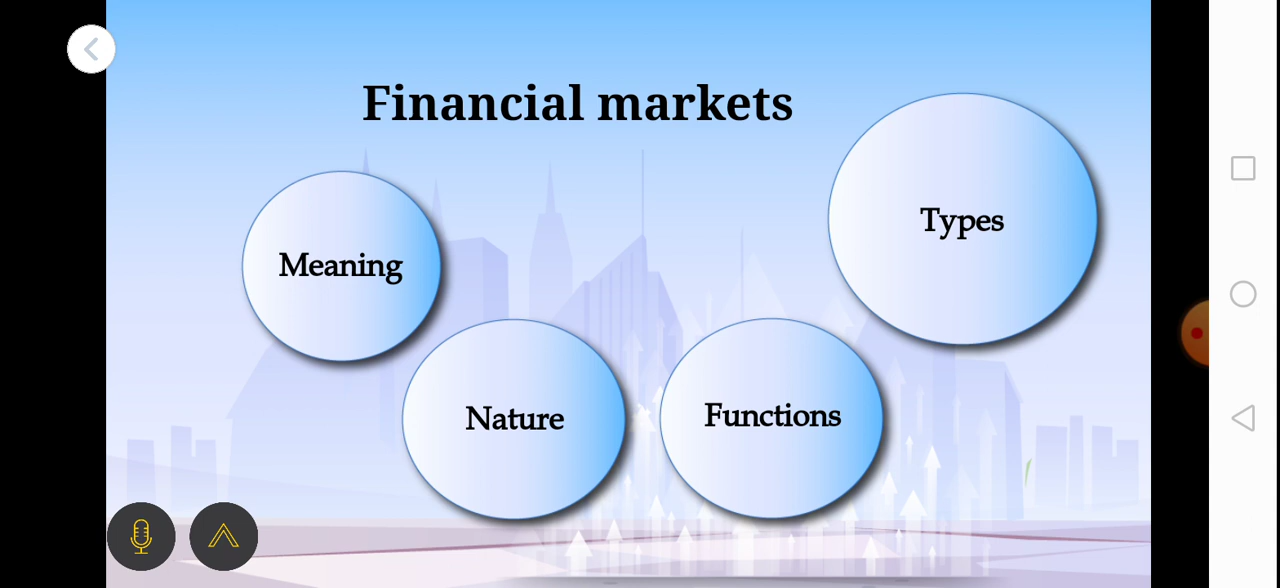 Financial markets
Meaning
Nature
Functions
Types